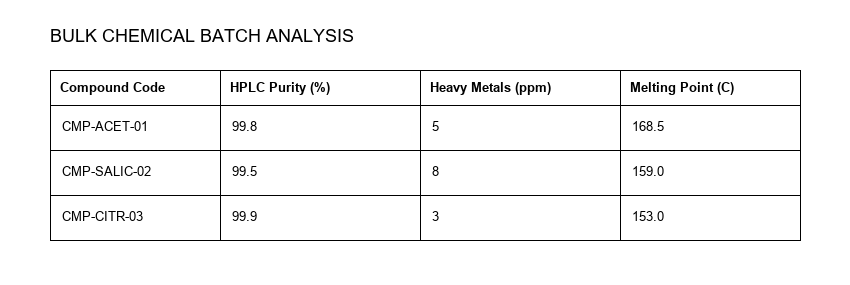 BULK CHEMICAL BATCH ANALYSIS
Compound Code HPLC Purity (%) Heavy Metals (ppm) Melting Point (C)
CMP-ACET-01 99.8 5 168.5
CMP-SALIC-02 99.5 8 159.0
CMP-CITR-03 99.9 3 153.0